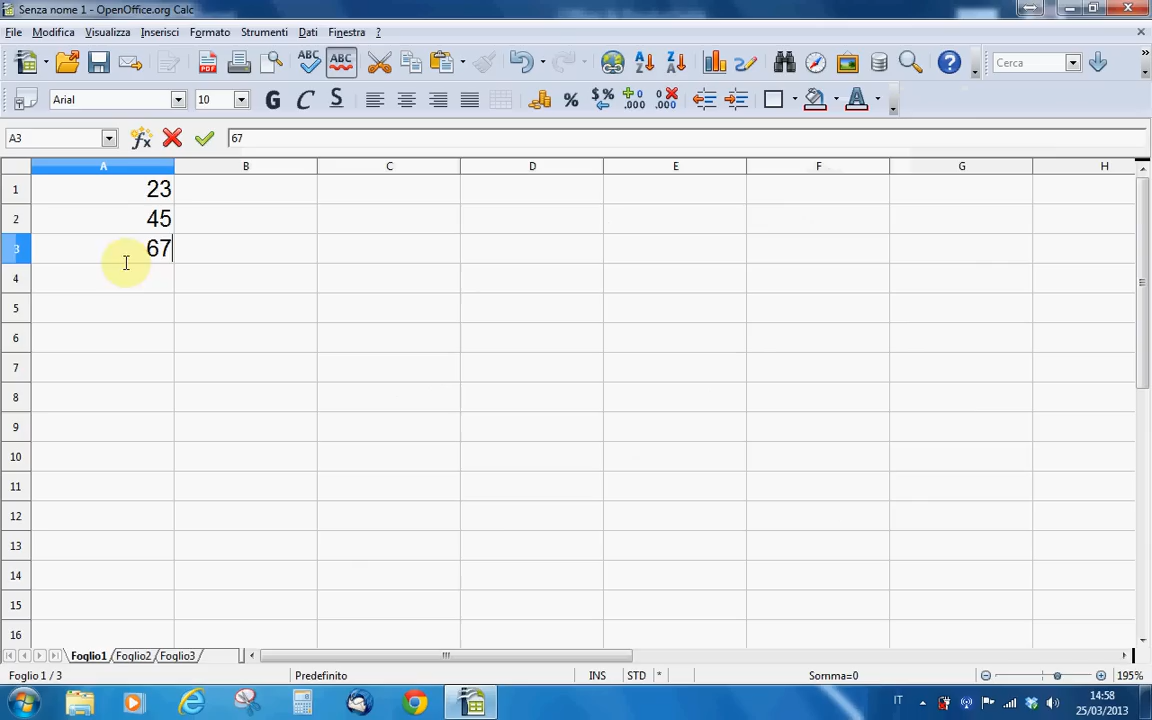 Senza nome 1 - OpenOffice.org Calc
File Modifica Visualizza Inserisci Formato Strumenti Dati Finestra ?
ABC ABC Cerca
Arial 10 G C S
A3 67
A B C D E F G H
1 23
2 45
3 67
4
5
6
7
8
9
10
11
12
13
14
15
16
Foglio1 Foglio2 Foglio3
Foglio 1 / 3 Predefinito INS STD * Somma=0 195%
IT 14:58
25/03/2013